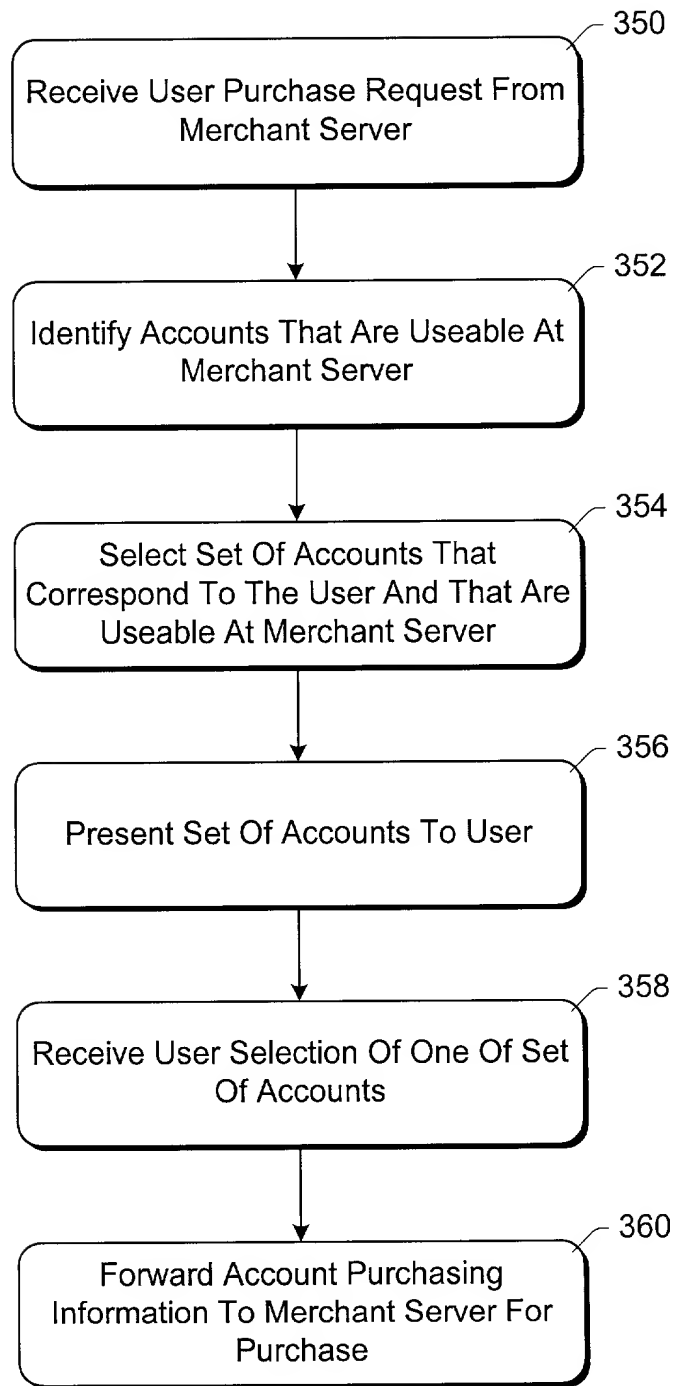 350
Receive User Purchase Request From
Merchant Server
352
Identify Accounts That Are Useable At
Merchant Server
354
Select Set Of Accounts That
Correspond To The User And That Are
Useable At Merchant Server
356
Present Set Of Accounts To User
358
Receive User Selection Of One Of Set
Of Accounts
360
Forward Account Purchasing
Information To Merchant Server For
Purchase